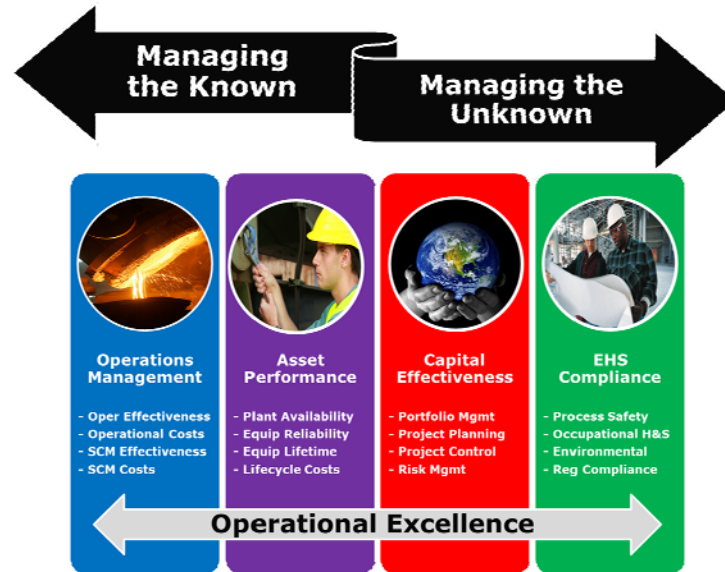 Managing
the Known
Managing the
Unknown
Operations
Management
- Oper Effectiveness
- Operational Costs
- SCM Effectiveness
- SCM Costs
Asset
Performance
- Plant Availability
- Equip Reliability
- Equip Lifetime
- Lifecycle Costs
Capital
Effectiveness
- Portfolio Mgmt
- Project Planning
- Project Control
- Risk Mgmt
EHS
Compliance
- Process Safety
- Occupational H&S
- Environmental
- Reg Compliance
Operational Excellence